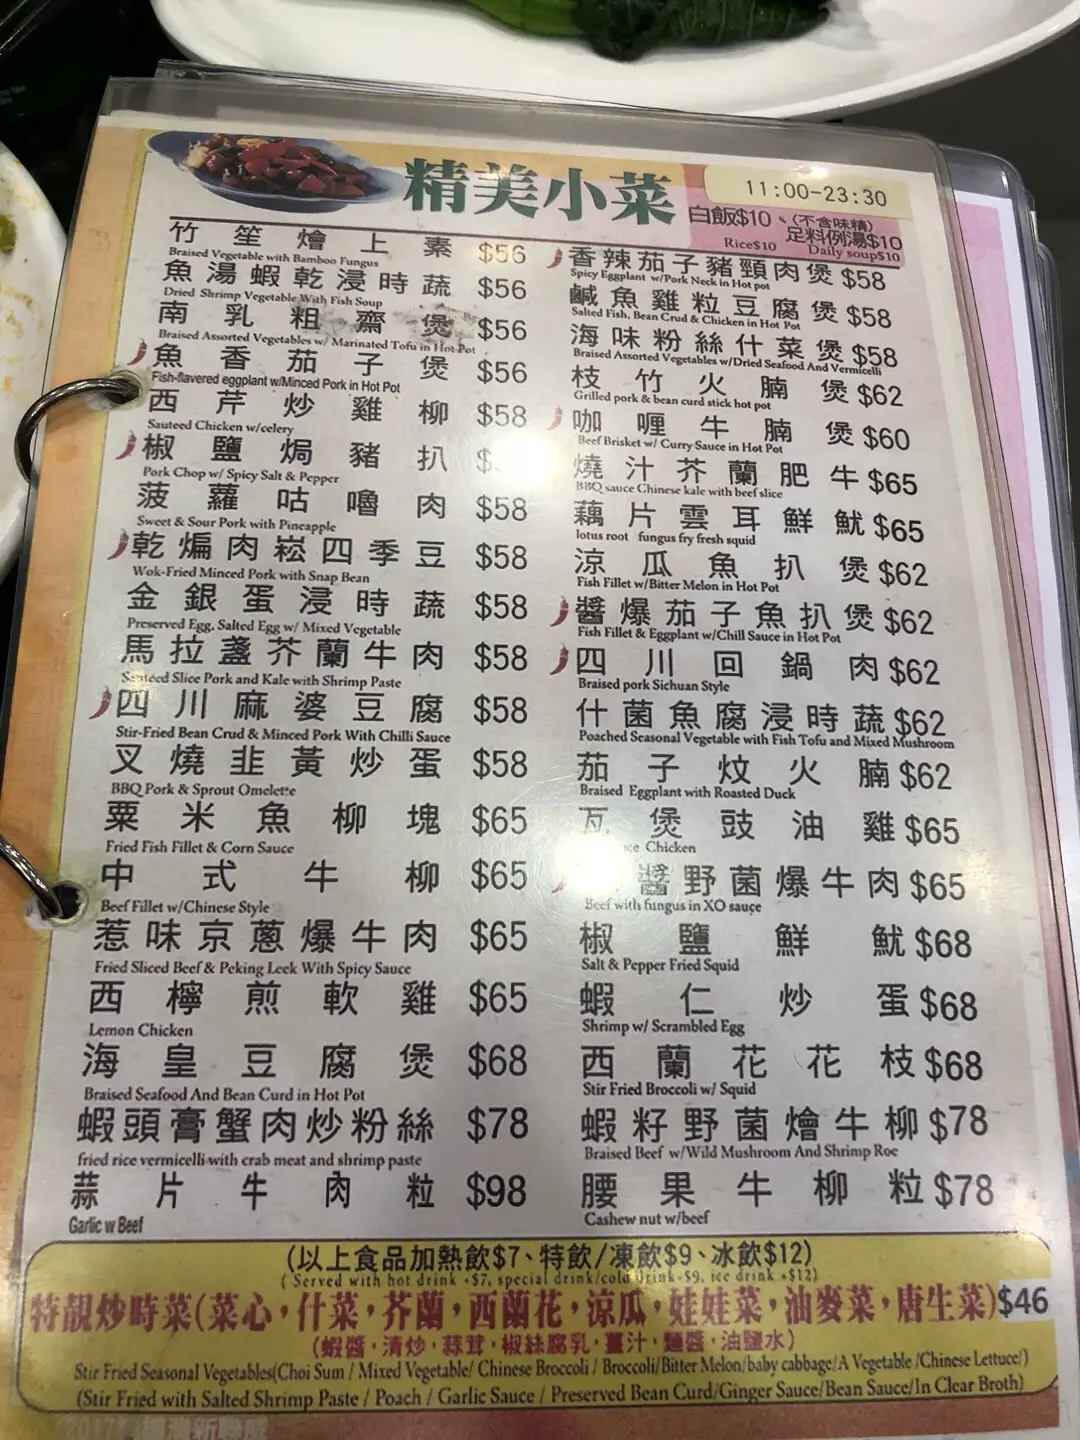 精美小菜
11:00-23:30
白飯$10、(不含味精)足料例湯$10
Rice$10 Daily soup$10
竹笙燴上素 $56
Braised Vegetable with Bamboo Fungus
魚湯蝦乾浸時蔬 $56
Dried Shrimp Vegetable With Fish Soup
南乳粗齋煲 $56
Braised Assorted Vegetables w/ Marinated Tofu in Hot Pot
魚香茄子煲 $56
Fish-flavored eggplant w/Minced Pork in Hot Pot
西芹炒雞柳 $58
Sauteed Chicken w/celery
椒鹽焗豬扒 $
Pork Chop w/ Spicy Salt & Pepper
菠蘿咕嚕肉 $58
Sweet & Sour Pork with Pineapple
乾煸肉崧四季豆 $58
Wok-Fried Minced Pork with Snap Bean
金銀蛋浸時蔬 $58
Preserved Egg, Salted Egg w/ Mixed Vegetable
馬拉盞芥蘭牛肉 $58
Sauteed Slice Pork and Kale with Shrimp Paste
四川麻婆豆腐 $58
Stir-Fried Bean Crud & Minced Pork With Chilli Sauce
叉燒韭黃炒蛋 $58
BBQ Pork & Sprout Omelette
粟米魚柳塊 $65
Fried Fish Fillet & Corn Sauce
中式牛柳 $65
Beef Fillet w/Chinese Style
惹味京蔥爆牛肉 $65
Fried Sliced Beef & Peking Leek With Spicy Sauce
西檸煎軟雞 $65
Lemon Chicken
海皇豆腐煲 $68
Braised Seafood And Bean Curd in Hot Pot
蝦頭膏蟹肉炒粉絲 $78
fried rice vermicelli with crab meat and shrimp paste
蒜片牛肉粒 $98
Garlic w Beef
香辣茄子豬頸肉煲 $58
Spicy Eggplant w/Pork Neck in Hot pot
鹹魚雞粒豆腐煲 $58
Salted Fish, Bean Crud & Chicken in Hot Pot
海味粉絲什菜煲 $58
Braised Assorted Vegetables w/Dried Seafood And Vermicelli
枝竹火腩煲 $62
Grilled pork & bean curd stick hot pot
咖喱牛腩煲 $60
Beef Brisket w/ Curry Sauce in Hot Pot
燒汁芥蘭肥牛 $65
BBQ sauce Chinese kale with beef slice
藕片雲耳鮮魷 $65
lotus root fungus fry fresh squid
涼瓜魚扒煲 $62
Fish Fillet w/Bitter Melon in Hot Pot
醬爆茄子魚扒煲 $62
Fish Fillet & Eggplant w/Chill Sauce in Hot Pot
四川回鍋肉 $62
Braised pork Sichuan Style
什菌魚腐浸時蔬 $62
Poached Seasonal Vegetable with Fish Tofu and Mixed Mushroom
茄子炆火腩 $62
Braised Eggplant with Roasted Duck
瓦煲豉油雞 $65
Chicken
醬野菌爆牛肉 $65
Beef with fungus in XO sauce
椒鹽鮮魷 $68
Salt & Pepper Fried Squid
蝦仁炒蛋 $68
Shrimp w/ Scrambled Egg
西蘭花花枝 $68
Stir Fried Broccoli w/ Squid
蝦籽野菌燴牛柳 $78
Braised Beef w/Wild Mushroom And Shrimp Roe
腰果牛柳粒 $78
Cashew nut w/beef
(以上食品加熱飲$7、特飲/凍飲$9、冰飲$12)
(Served with hot drink +$7, special drink/cold drink+$9, ice drink +$12)
特靚炒時菜(菜心，什菜，芥蘭，西蘭花，涼瓜，娃娃菜，油麥菜，唐生菜)$46
(蝦醬·清炒·蒜茸·椒絲腐乳·薑汁·麵醬·油鹽水)
Stir Fried Seasonal Vegetables(Choi Sum / Mixed Vegetable/ Chinese Broccoli / Broccoli/Bitter Melon/baby cabbage/A Vegetable /Chinese Lettuce/)
(Stir Fried with Salted Shrimp Paste / Poach / Garlic Sauce / Preserved Bean Curd/Ginger Sauce/Bean Sauce/In Clear Broth)